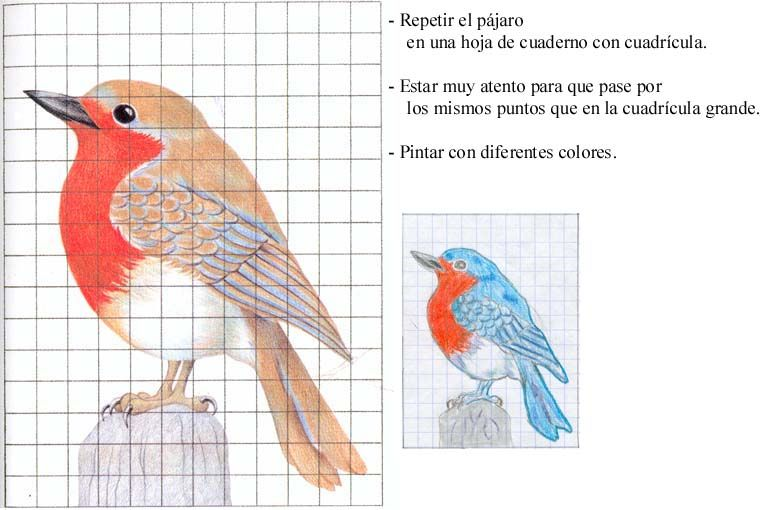 - Repetir el pájaro
en una hoja de cuaderno con cuadrícula.
- Estar muy atento para que pase por
los mismos puntos que en la cuadrícula grande.
- Pintar con diferentes colores.